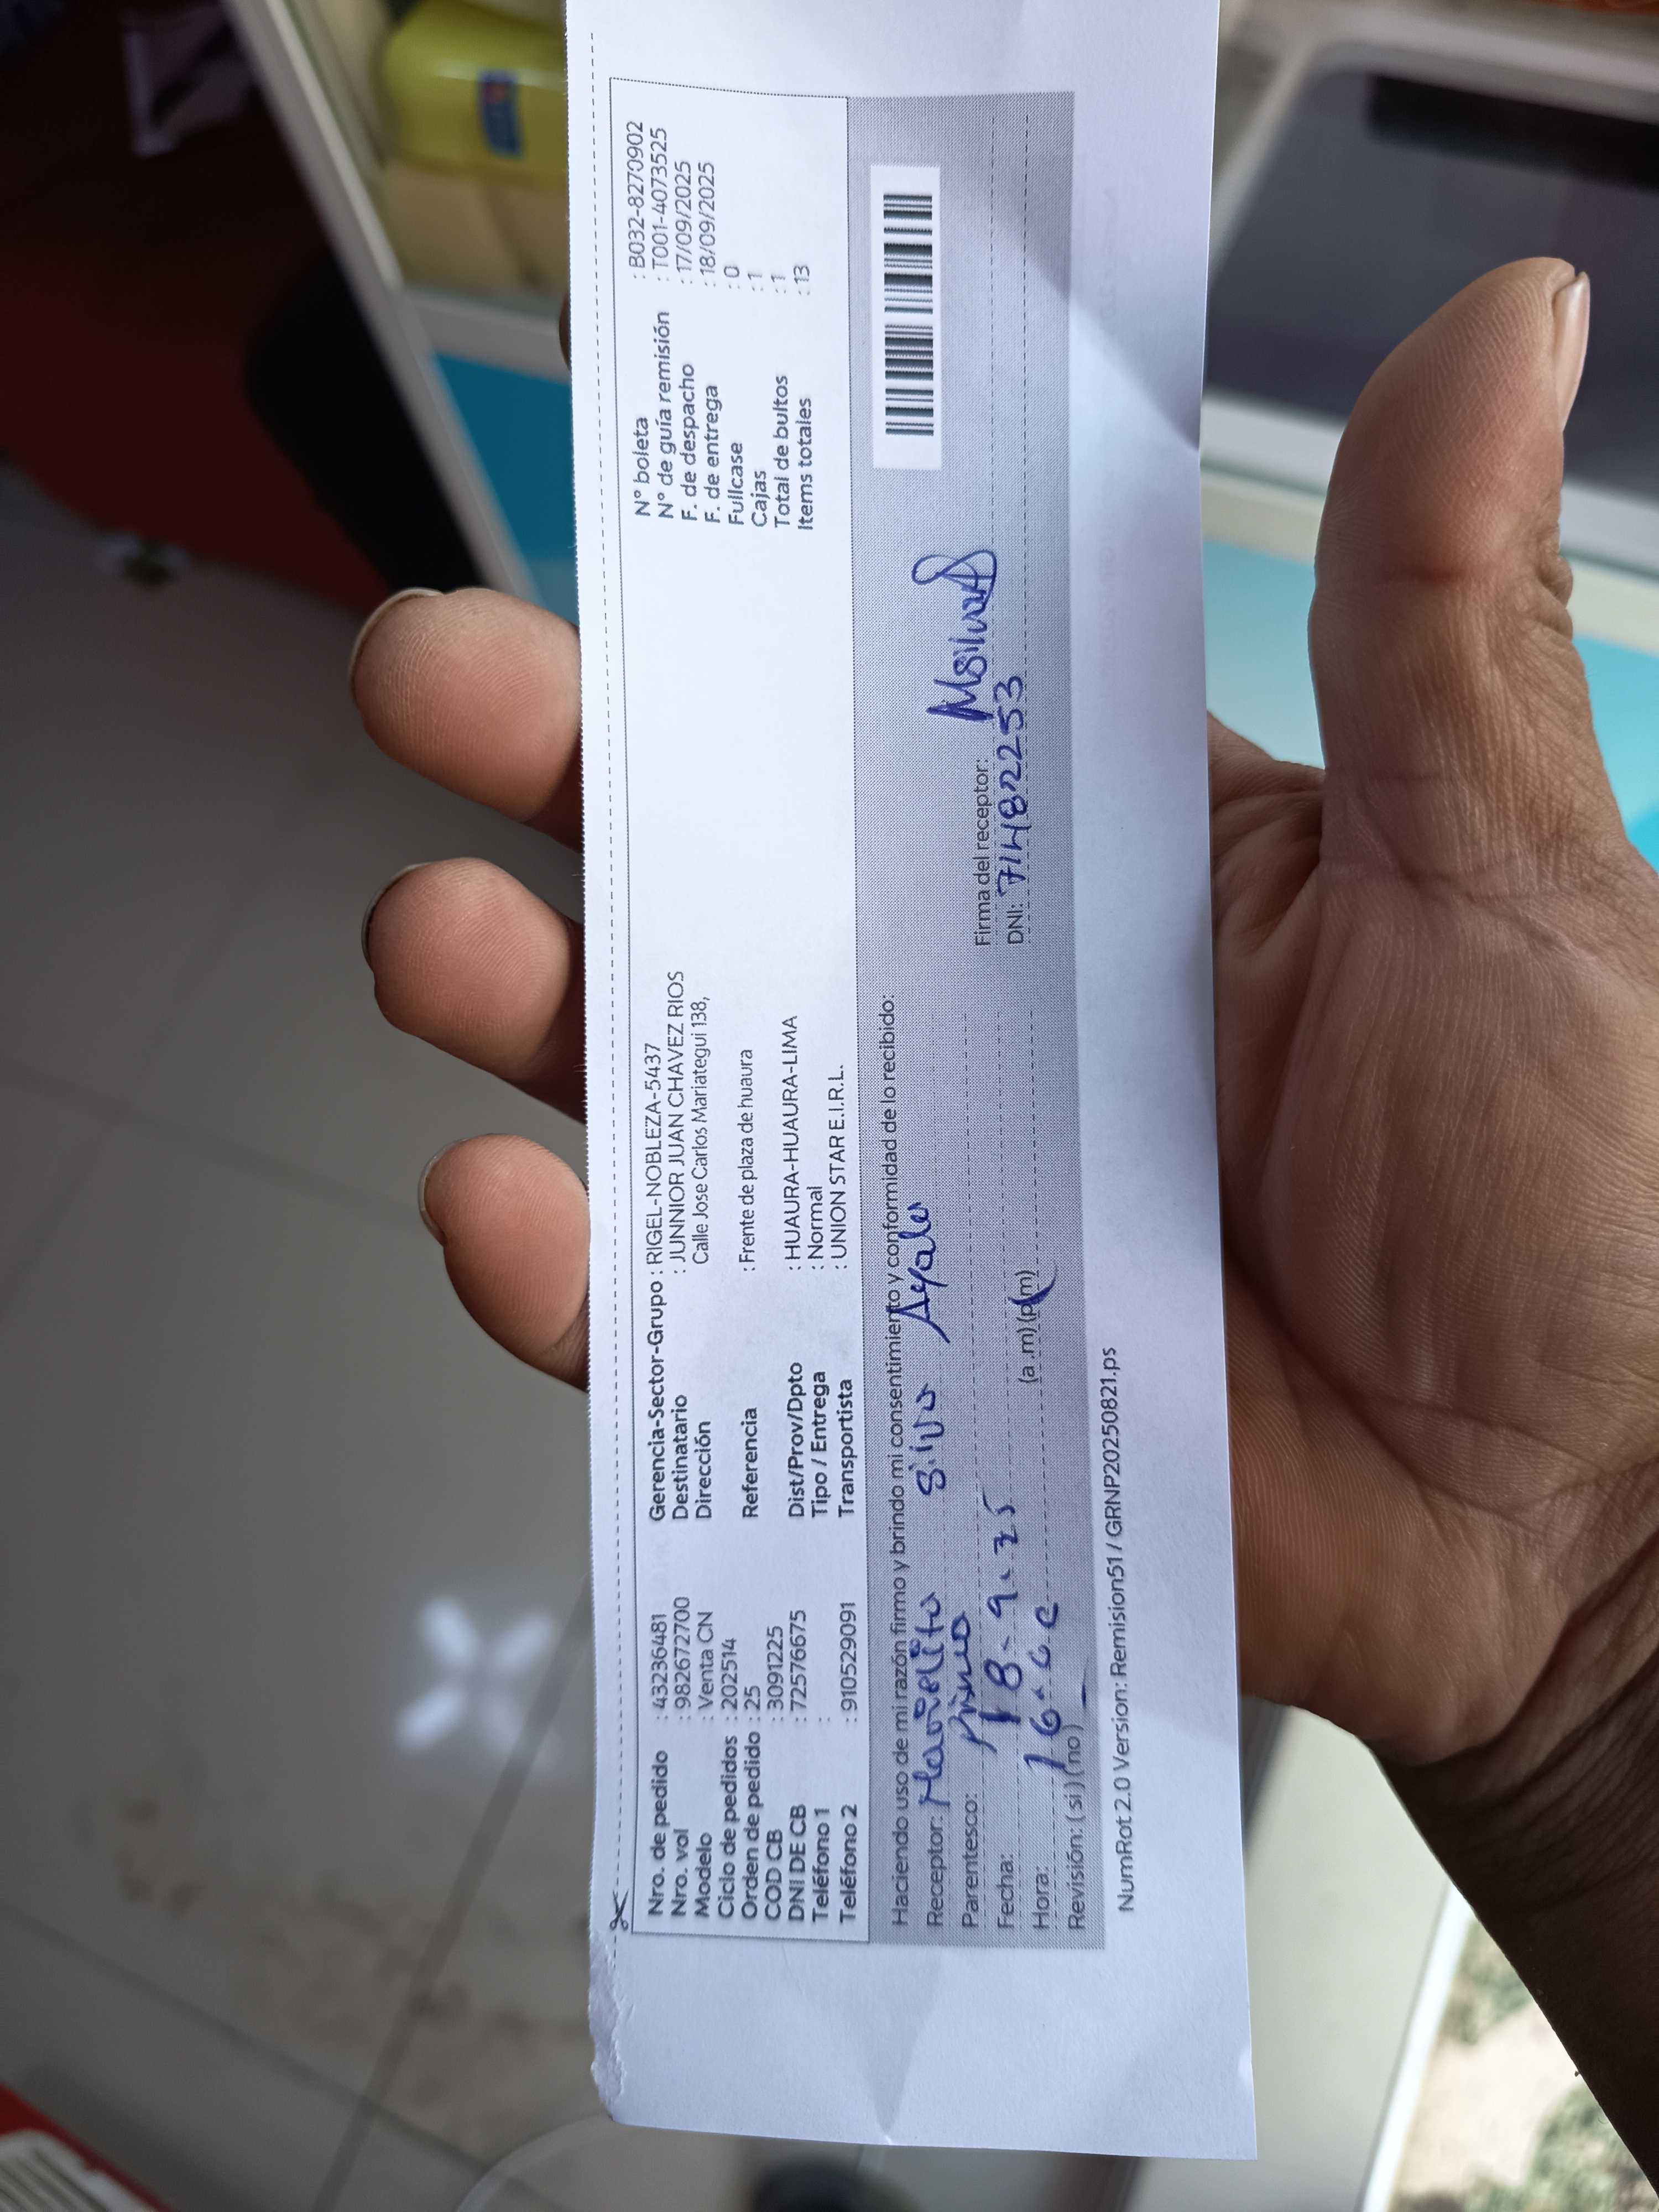 Nro. de pedido : 43236481
Nro. vol : 982672700
Modelo : Venta CN
Ciclo de pedidos : 202514
Orden de pedido : 25
COD CB : 3091225
DNI DE CB : 72576675
Teléfono 1 :
Teléfono 2 : 910529091
Gerencia-Sector-Grupo : RIGEL-NOBLEZA-5437
Destinatario : JUNNIOR JUAN CHAVEZ RIOS
Dirección Calle Jose Carlos Mariategui 138,
Referencia : Frente de plaza de huaura
Dist/Prov/Dpto : HUAURA-HUAURA-LIMA
Tipo / Entrega : Normal
Transportista : UNION STAR E.I.R.L.
N° boleta : B032-8270902
N° de guía remisión : T001-4073525
F. de despacho : 17/09/2025
F. de entrega : 18/09/2025
Fullcase : 0
Cajas : 1
Total de bultos : 1
Items totales : 13
Haciendo uso de mi razón firmo y brindo mi consentimiento y conformidad de lo recibido:
Receptor: Silva Ayala
Parentesco:
Fecha: 18-9-25
Hora: (a .m) (p.m)
Revisión: (si) (no)
Firma del receptor:
DNI: 71482253
NumRot 2.0 Version: Remision51 / GRNP20250821.ps